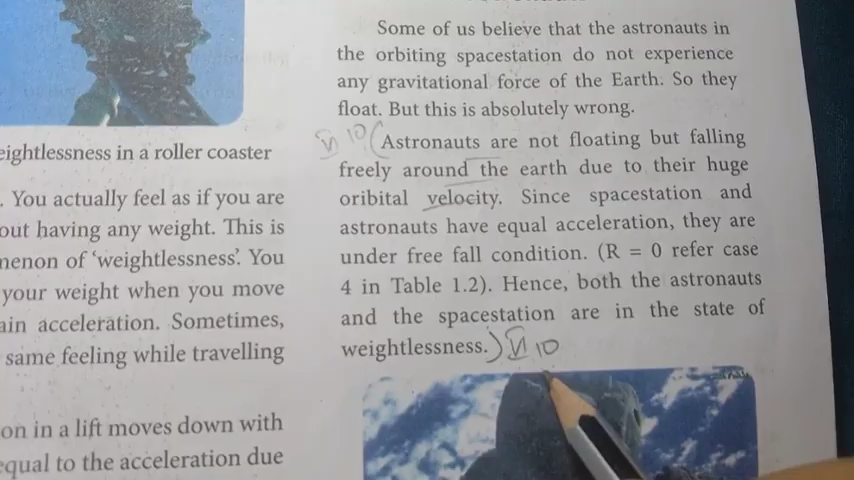 eightlessness in a roller coaster
. You actually feel as if you are
out having any weight. This is
nenon of 'weightlessness'. You
your weight when you move
ain acceleration. Sometimes,
same feeling while travelling
on in a lift moves down with
equal to the acceleration due
Some of us believe that the astronauts in
the orbiting spacestation do not experience
any gravitational force of the Earth. So they
float. But this is absolutely wrong.
10 (Astronauts are not floating but falling
freely around the earth due to their huge
oribital velocity. Since spacestation and
astronauts have equal acceleration, they are
under free fall condition. (R = 0 refer case
4 in Table 1.2). Hence, both the astronauts
and the spacestation are in the state of
weightlessness.) 10